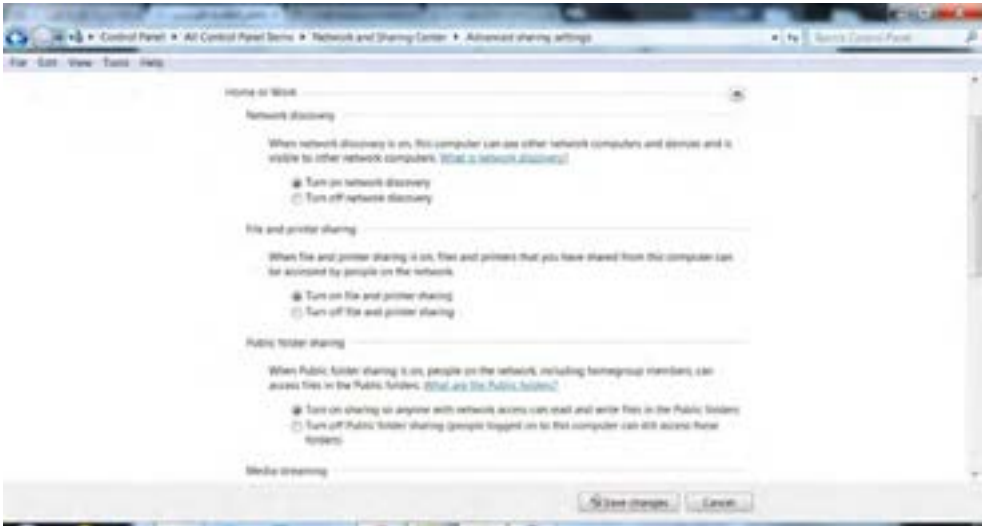 Control Panel ▸ All Control Panel Items ▸ Network and Sharing Center ▸ Advanced sharing settings
Search Control Panel
File Edit View Tools Help
Home or Work
Network discovery
When network discovery is on, this computer can see other network computers and devices and is
visible to other network computers. What is network discovery?
Turn on network discovery
Turn off network discovery
File and printer sharing
When file and printer sharing is on, files and printers that you have shared from this computer can
be accessed by people on the network.
Turn on file and printer sharing
Turn off file and printer sharing
Public folder sharing
When Public folder sharing is on, people on the network, including homegroup members, can
access files in the Public folders. What are the Public folders?
Turn on sharing so anyone with network access can read and write files in the Public folders
Turn off Public folder sharing (people logged on to this computer can still access these
folders)
Media streaming
Save changes
Cancel